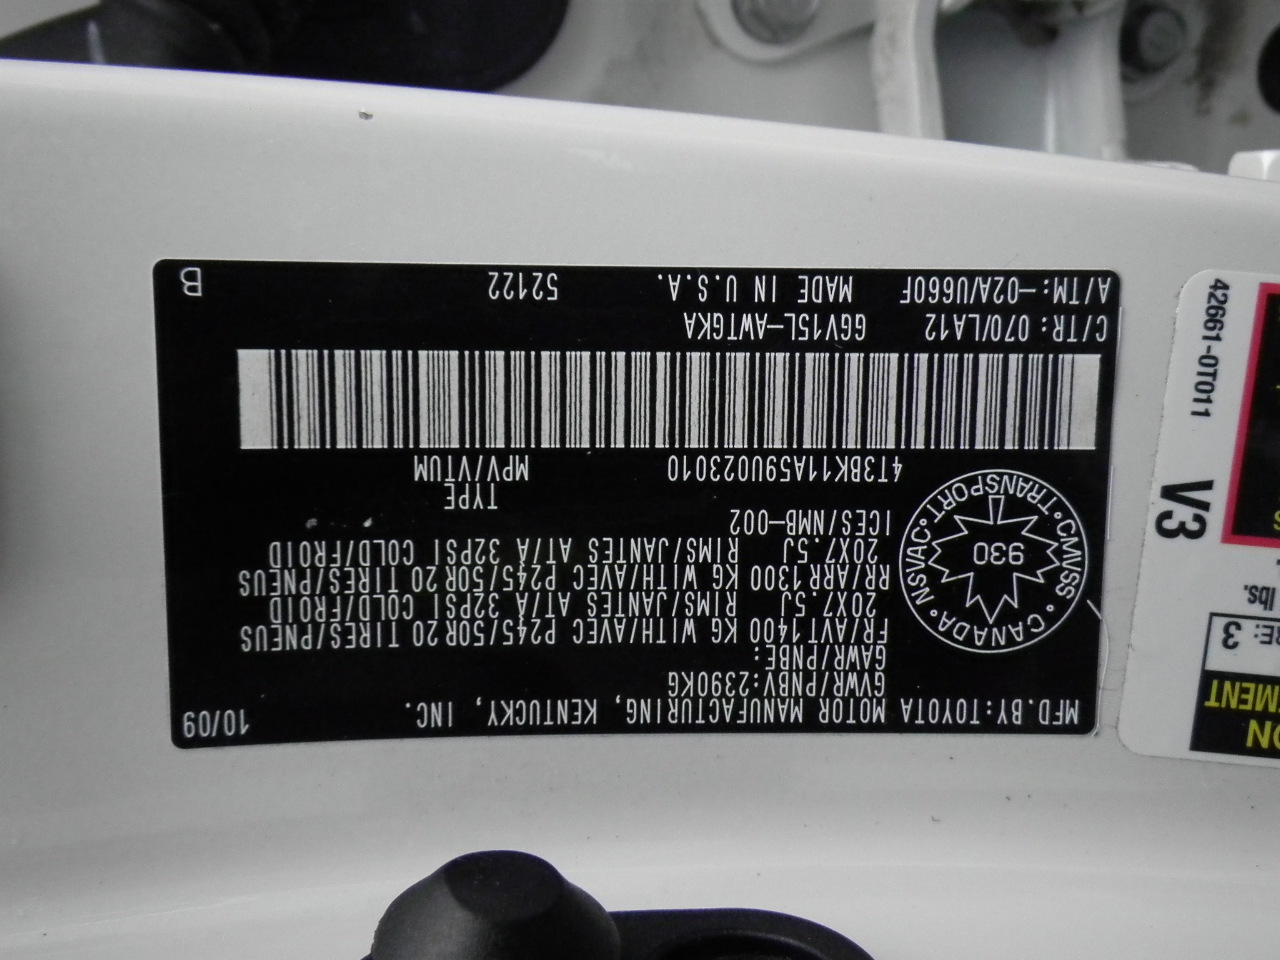 MFD.BY:TOYOTA MOTOR MANUFACTURING, KENTUCKY, INC. 10/09
GVWR/PNBV:2390KG
GAWR/PNBE:
FR/AVT1400 KG WITH/AVEC P245/50R20 TIRES/PNEUS
20X7.5J RIMS/JANTES AT/A 32PSI COLD/FROID
RR/ARR1300 KG WITH/AVEC P245/50R20 TIRES/PNEUS
20X7.5J RIMS/JANTES AT/A 32PSI COLD/FROID
ICES/NMB-002
CANADA • NSVAC • TRANSPORT • CMVSS •
930
TYPE
4T3BK11A59U023010 MPV/VTUM
C/TR: 070/LA12 GGV15L-AWTGKA
A/TM:-02A/U660F MADE IN U.S.A. 52122 B
V3
42661-0T011
3
lbs.